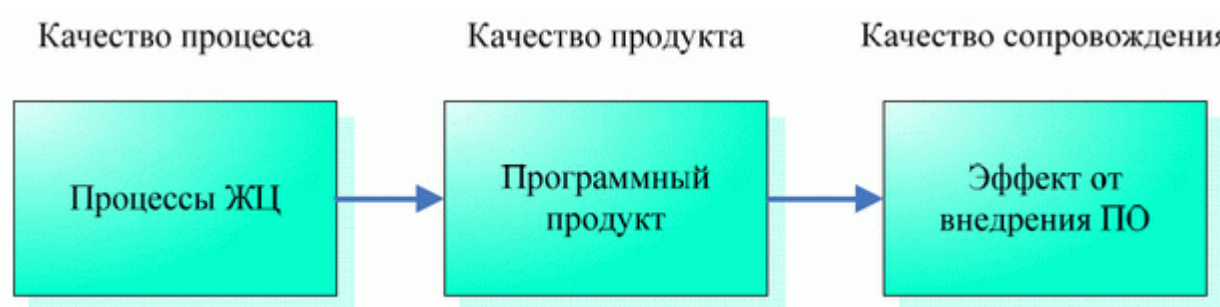 Качество процесса
Качество продукта
Качество сопровождения
Процессы ЖЦ
Программный
продукт
Эффект от
внедрения ПО